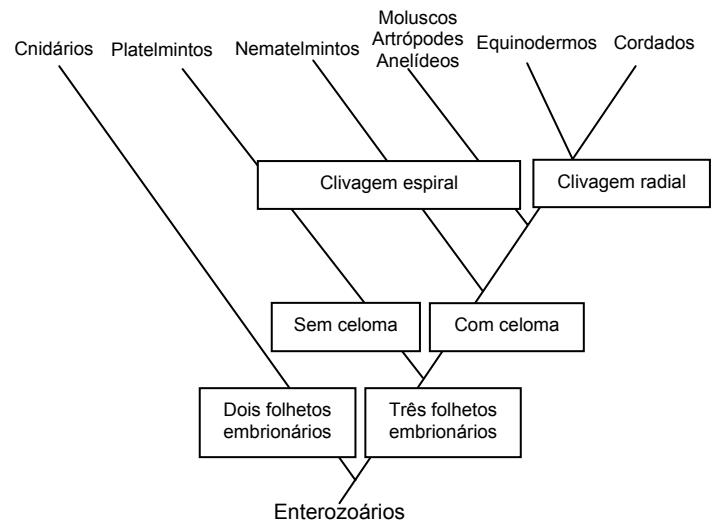 Moluscos
Artrópodes
Anelídeos
Cnidários Platelmintos Nematelmintos Equinodermos Cordados
Clivagem espiral Clivagem radial
Sem celoma Com celoma
Dois folhetos
embrionários
Três folhetos
embrionários
Enterozoários